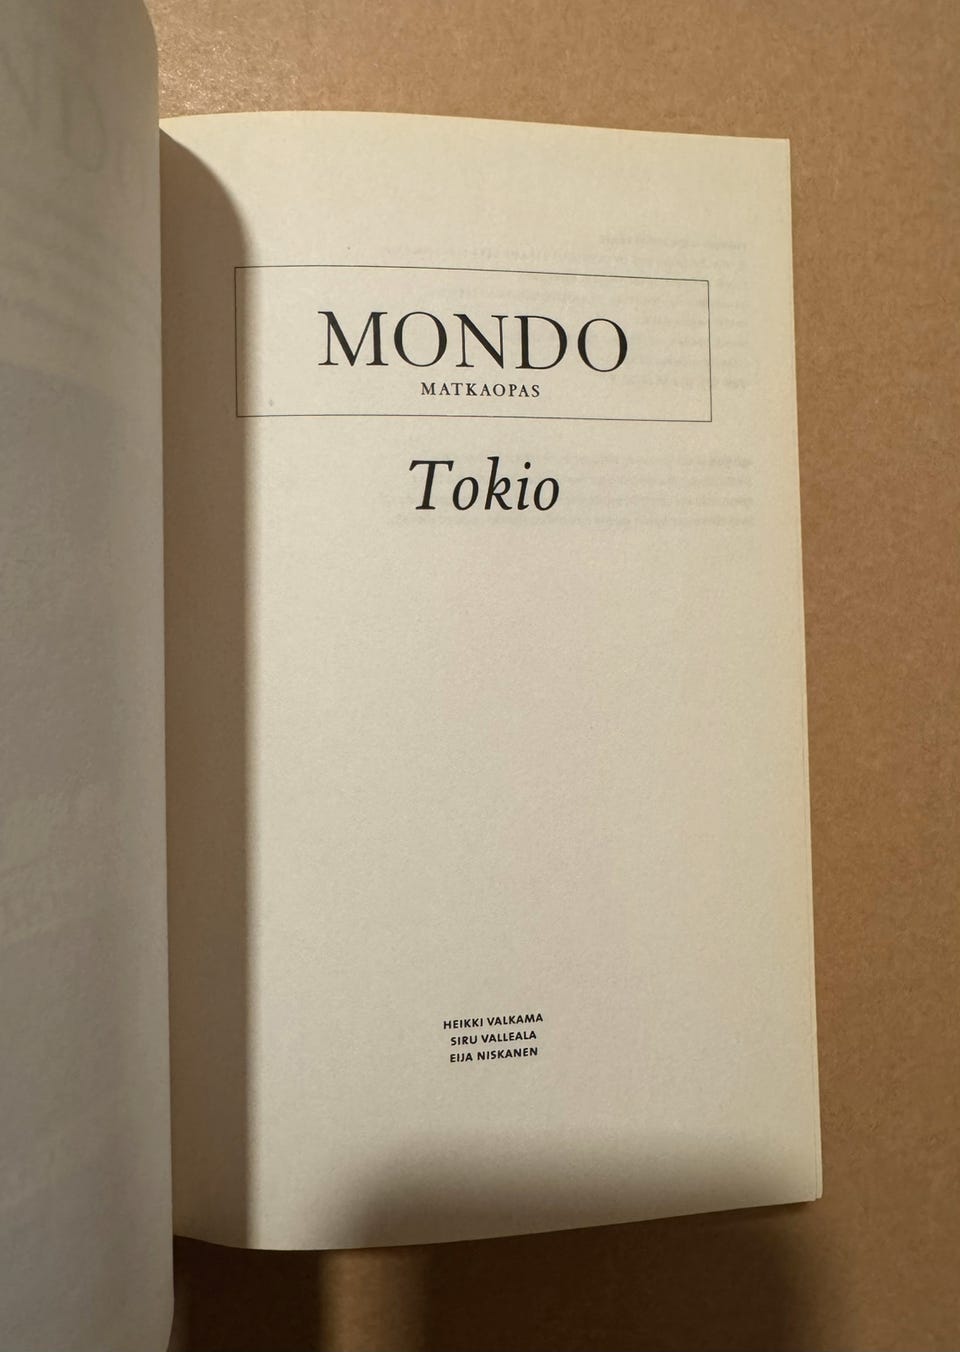 MONDO
MATKAOPAS
Tokio
HEIKKI VALKAMA
SIRU VALLEALA
EIJA NISKANEN